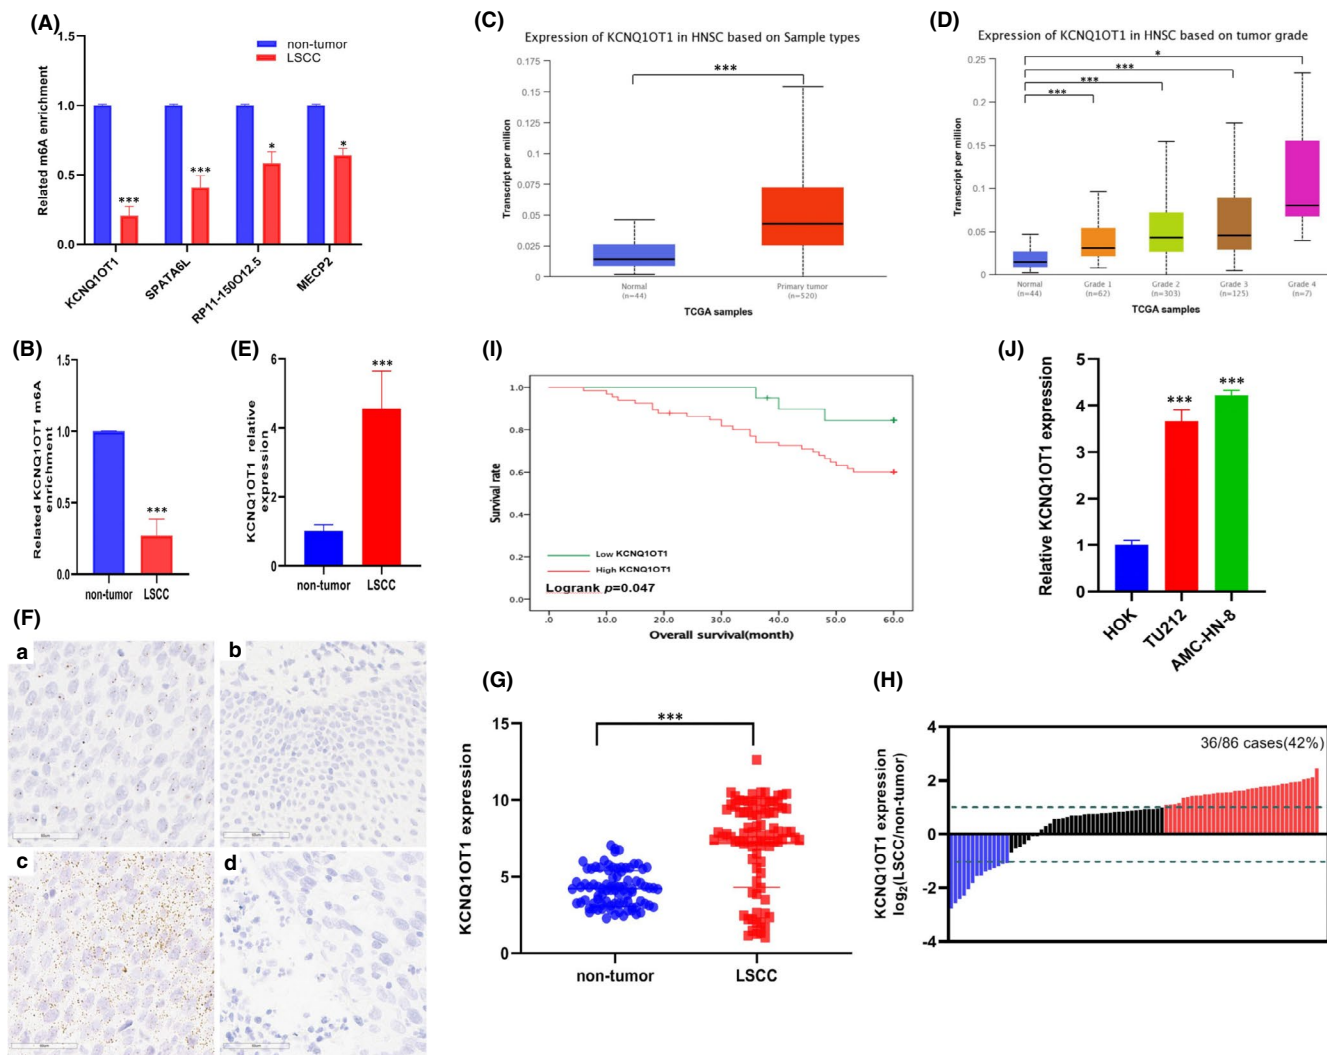 (A)
1.5
1.0
0.5
0.0
Related m6A enrichment
non-tumor
LSCC
***
***
*
*
KCNQ1OT1
SPATA6L
RP11-150O12.5
MECP2
(C)
Expression of KCNQ1OT1 in HNSC based on Sample types
***
Transcript per million
0.175
0.15
0.125
0.1
0.075
0.05
0.025
0
Normal
(n=44)
Primary tumor
(n=520)
TCGA samples
(D)
Expression of KCNQ1OT1 in HNSC based on tumor grade
*
***
***
***
Transcript per million
0.25
0.2
0.15
0.1
0.05
0
Normal
(n=44)
Grade 1
(n=62)
Grade 2
(n=303)
Grade 3
(n=125)
Grade 4
(n=7)
TCGA samples
(B)
Related KCNQ1OT1 m6A
enrichment
1.5
1.0
0.5
0.0
***
non-tumor
LSCC
(E)
KCNQ1OT1 relative
expression
6
4
2
0
***
non-tumor
LSCC
(I)
Survival rate
1.0
0.8
0.6
0.4
0.2
0.0
Low KCNQ1OT1
High KCNQ1OT1
Logrank p=0.047
.0
10.0
20.0
30.0
40.0
50.0
60.0
Overall survival(month)
(J)
Relative KCNQ1OT1 expression
5
4
3
2
1
0
***
***
HOK
TU212
AMC-HN-8
(F)
a
b
c
d
(G)
KCNQ1OT1 expression
15
10
5
0
***
non-tumor
LSCC
(H)
KCNQ1OT1 expression
log2(LSCC/non-tumor)
4
2
0
-2
-4
36/86 cases(42%)